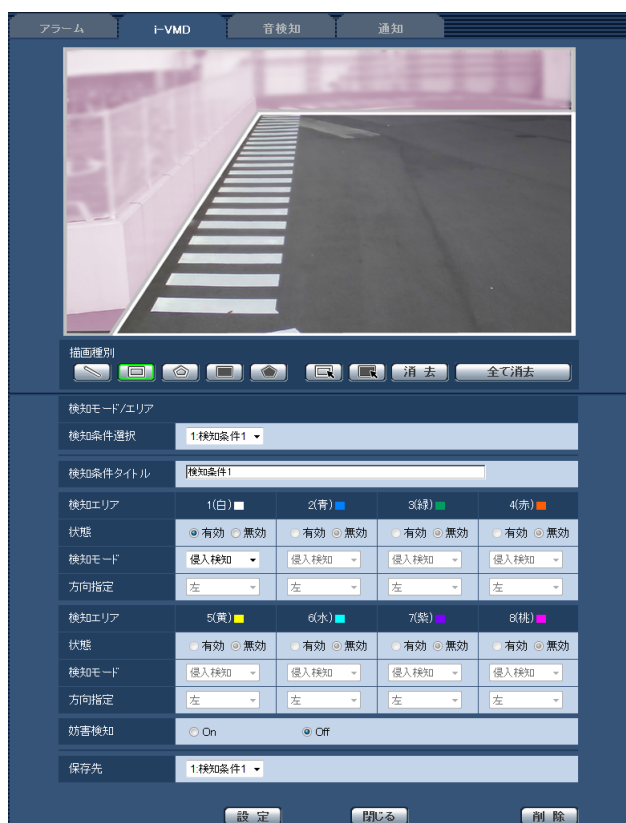 アラーム i-VMD 音検知 通知
描画種別
消 去 全て消去
検知モード/エリア
検知条件選択 1:検知条件1
検知条件タイトル 検知条件1
検知エリア 1(白) 2(青) 3(緑) 4(赤)
状態 有効 無効 有効 無効 有効 無効 有効 無効
検知モード 侵入検知 侵入検知 侵入検知 侵入検知
方向指定 左 左 左 左
検知エリア 5(黄) 6(水) 7(紫) 8(桃)
状態 有効 無効 有効 無効 有効 無効 有効 無効
検知モード 侵入検知 侵入検知 侵入検知 侵入検知
方向指定 左 左 左 左
妨害検知 On Off
保存先 1:検知条件1
設 定 閉じる 削 除